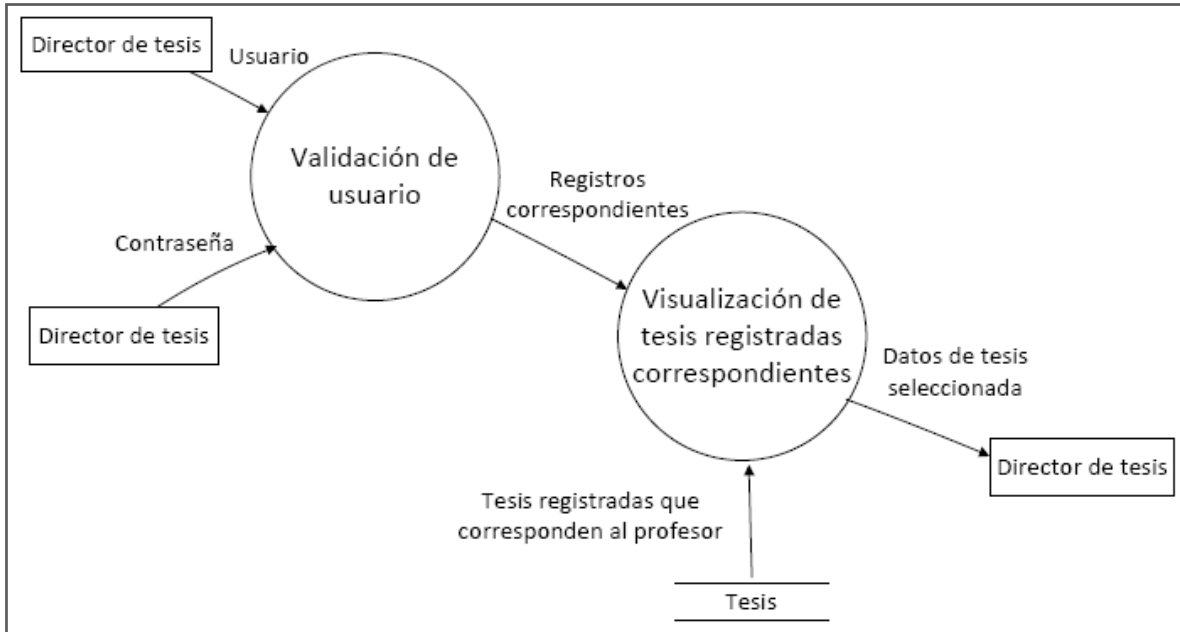 Director de tesis
Usuario
Validación de
usuario
Contraseña
Director de tesis
Registros
correspondientes
Visualización de
tesis registradas
correspondientes
Datos de tesis
seleccionada
Director de tesis
Tesis registradas que
corresponden al profesor
Tesis